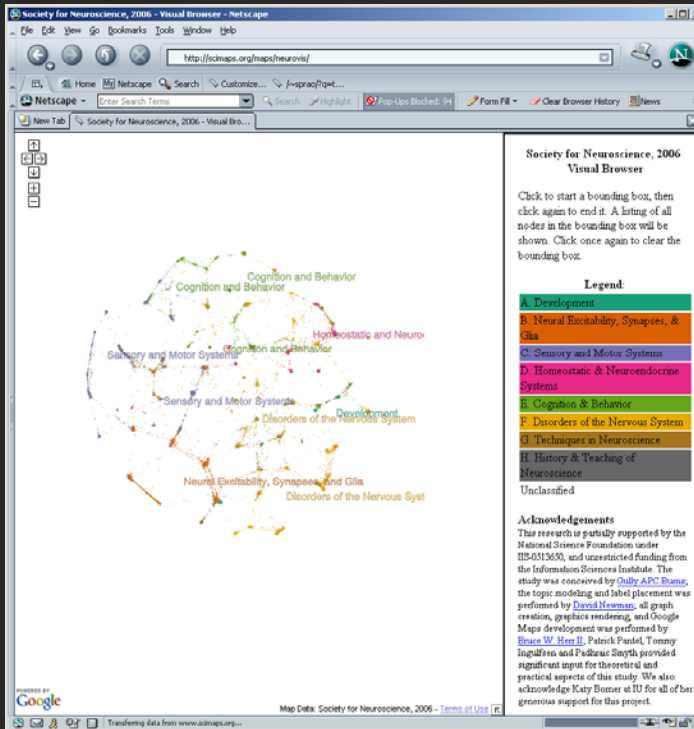 Society for Neuroscience, 2006 - Visual Browser - Netscape
File Edit View Go Bookmarks Tools Window Help
http://scimaps.org/maps/neurovis/
N
Home My Netscape Search Customize...
Netscape Enter Search Terms Search Highlight Pop-Ups Blocked: 94 Form Fill Clear Browser History News
New Tab Society for Neuroscience, 2006 - Visual Bro...
Cognition and Behavior
Cognition and Behavior
Homeostatic and Neuro
Cognition and Behavior
Sensory and Motor Systems
Sensory and Motor Systems
Development
Disorders of the Nervous System
Neural Excitability, Synapses, and Glia
Disorders of the Nervous Syst
POWERED BY
Google
Map Data: Society for Neuroscience, 2006 - Terms of Use
Society for Neuroscience, 2006
Visual Browser
Click to start a bounding box, then
click again to end it. A listing of all
nodes in the bounding box will be
shown. Click once again to clear the
bounding box.
Legend:
A. Development
B. Neural Excitability, Synapses, &
Glia
C. Sensory and Motor Systems
D. Homeostatic & Neuroendocrine
Systems
E. Cognition & Behavior
F. Disorders of the Nervous System
G. Techniques in Neuroscience
H. History & Teaching of
Neuroscience
Unclassified
Acknowledgements
This research is partially supported by the
National Science Foundation under
IIS-0513650, and unrestricted funding from
the Information Sciences Institute. The
study was conceived by Gully APC Burns;
the topic modeling and label placement was
performed by David Newman; all graph
creation, graphics rendering, and Google
Maps development was performed by
Bruce W. Herr II; Patrick Pantel, Tommy
Ingulfsen and Padhraic Smyth provided
significant input for theoretical and
practical aspects of this study. We also
acknowledge Katy Borner at IU for all of her
generous support for this project.
Transferring data from www.scimaps.org...